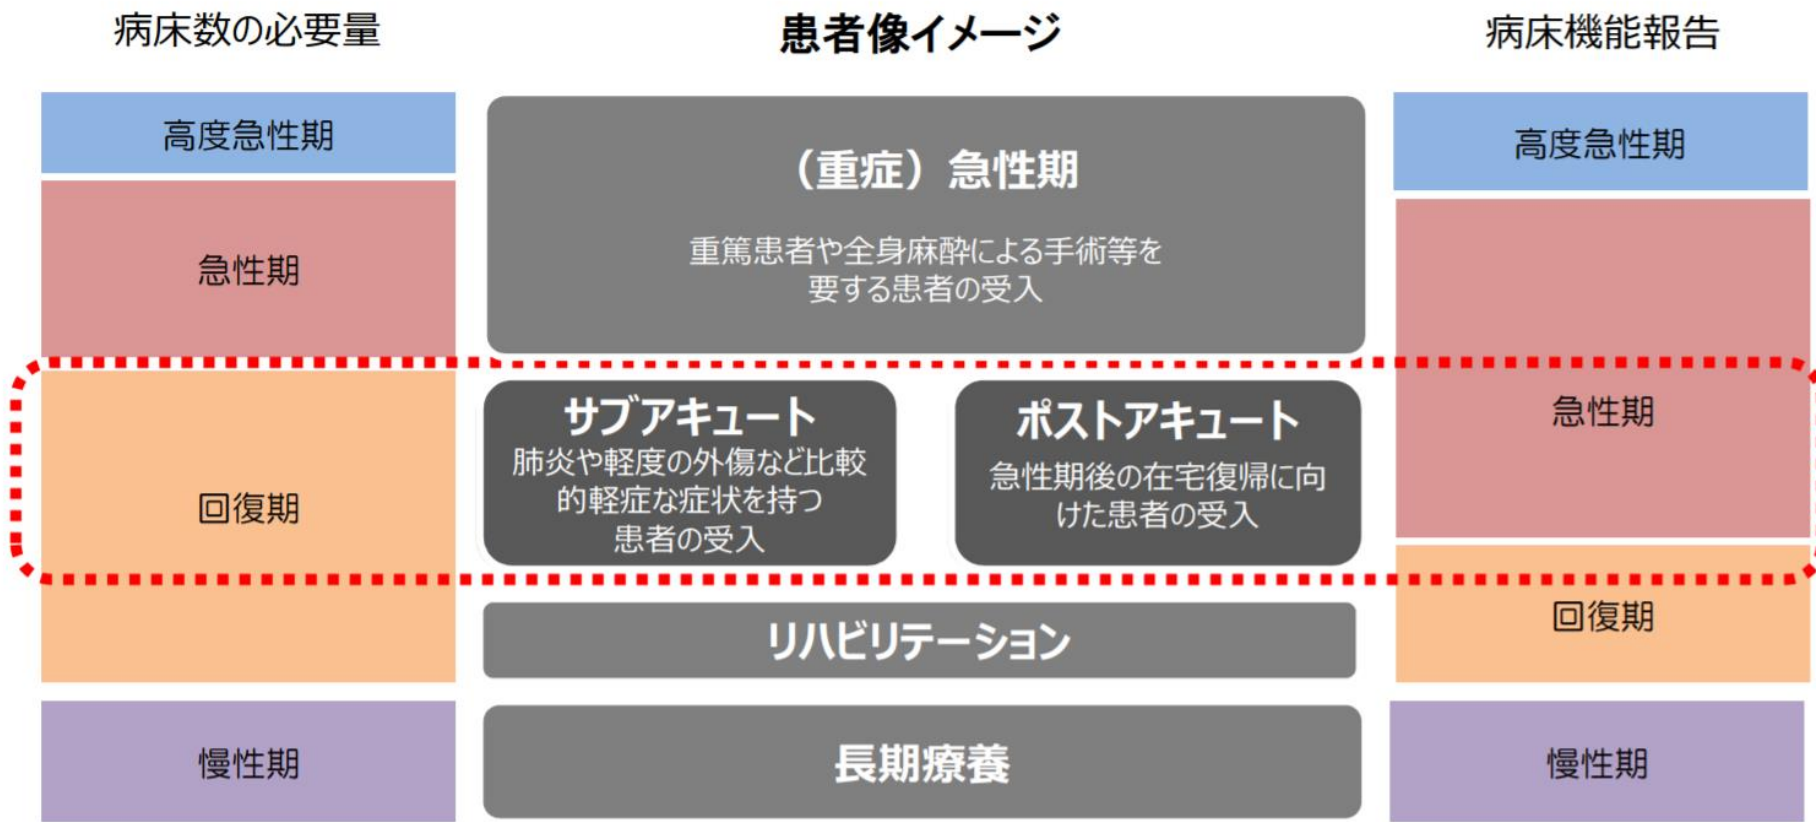 病床数の必要量
患者像イメージ
病床機能報告
高度急性期
急性期
回復期
慢性期
（重症）急性期
重篤患者や全身麻酔による手術等を
要する患者の受入
サブアキュート
肺炎や軽度の外傷など比較
的軽症な症状を持つ
患者の受入
ポストアキュート
急性期後の在宅復帰に向
けた患者の受入
リハビリテーション
長期療養
高度急性期
急性期
回復期
慢性期